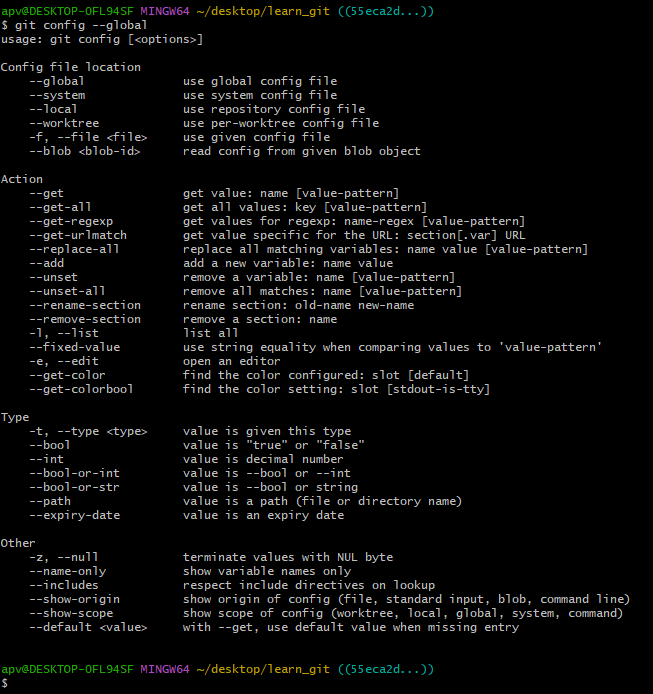 apv@DESKTOP-OFL94SF MINGW64 ~/desktop/learn_git ((55eca2d...))
$ git config --global
usage: git config [<options>]

Config file location
    --global              use global config file
    --system              use system config file
    --local               use repository config file
    --worktree            use per-worktree config file
    -f, --file <file>     use given config file
    --blob <blob-id>      read config from given blob object

Action
    --get                 get value: name [value-pattern]
    --get-all             get all values: key [value-pattern]
    --get-regexp          get values for regexp: name-regex [value-pattern]
    --get-urlmatch        get value specific for the URL: section[.var] URL
    --replace-all         replace all matching variables: name value [value-pattern]
    --add                 add a new variable: name value
    --unset               remove a variable: name [value-pattern]
    --unset-all           remove all matches: name [value-pattern]
    --rename-section      rename section: old-name new-name
    --remove-section      remove a section: name
    -l, --list            list all
    --fixed-value         use string equality when comparing values to 'value-pattern'
    -e, --edit            open an editor
    --get-color           find the color configured: slot [default]
    --get-colorbool       find the color setting: slot [stdout-is-tty]

Type
    -t, --type <type>     value is given this type
    --bool                value is "true" or "false"
    --int                 value is decimal number
    --bool-or-int         value is --bool or --int
    --bool-or-str         value is --bool or string
    --path                value is a path (file or directory name)
    --expiry-date         value is an expiry date

Other
    -z, --null            terminate values with NUL byte
    --name-only           show variable names only
    --includes            respect include directives on lookup
    --show-origin         show origin of config (file, standard input, blob, command line)
    --show-scope          show scope of config (worktree, local, global, system, command)
    --default <value>     with --get, use default value when missing entry

apv@DESKTOP-OFL94SF MINGW64 ~/desktop/learn_git ((55eca2d...))
$